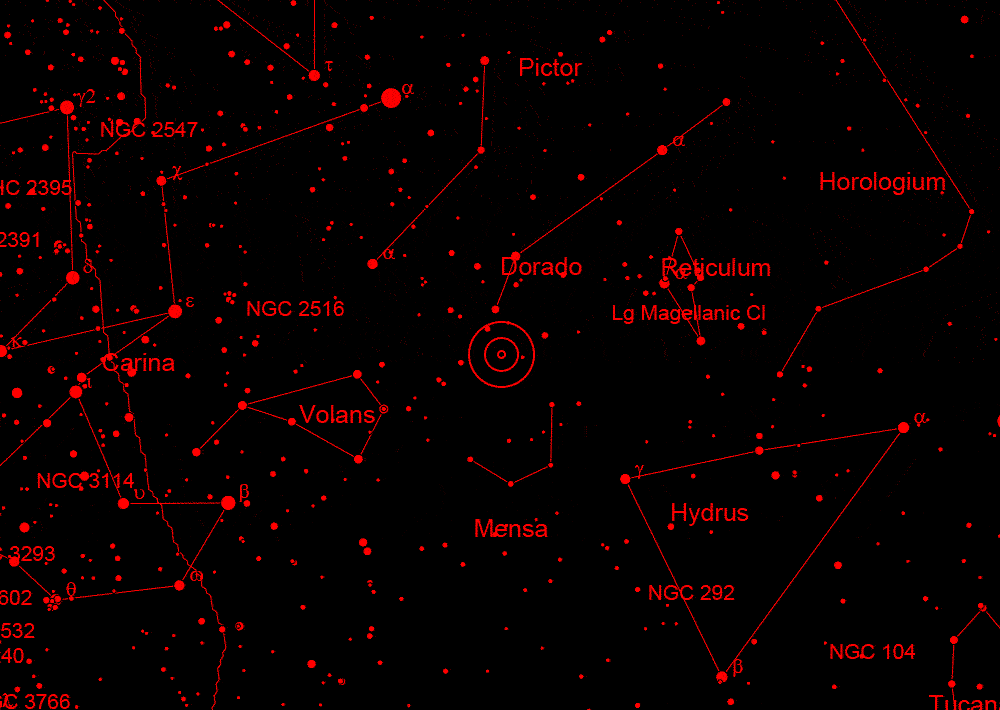 τ
Pictor
α
γ2
NGC 2547
α
χ
Horologium
2395
2391
α
δ
Dorado
Reticulum
α
ε
NGC 2516
Lg Magellanic Cl
κ
Carina
ι
Volans
α
γ
NGC 3114
υ
β
Hydrus
Mensa
3293
ω
θ
NGC 292
602
532
NGC 104
40.
β
C 3766
Tucan